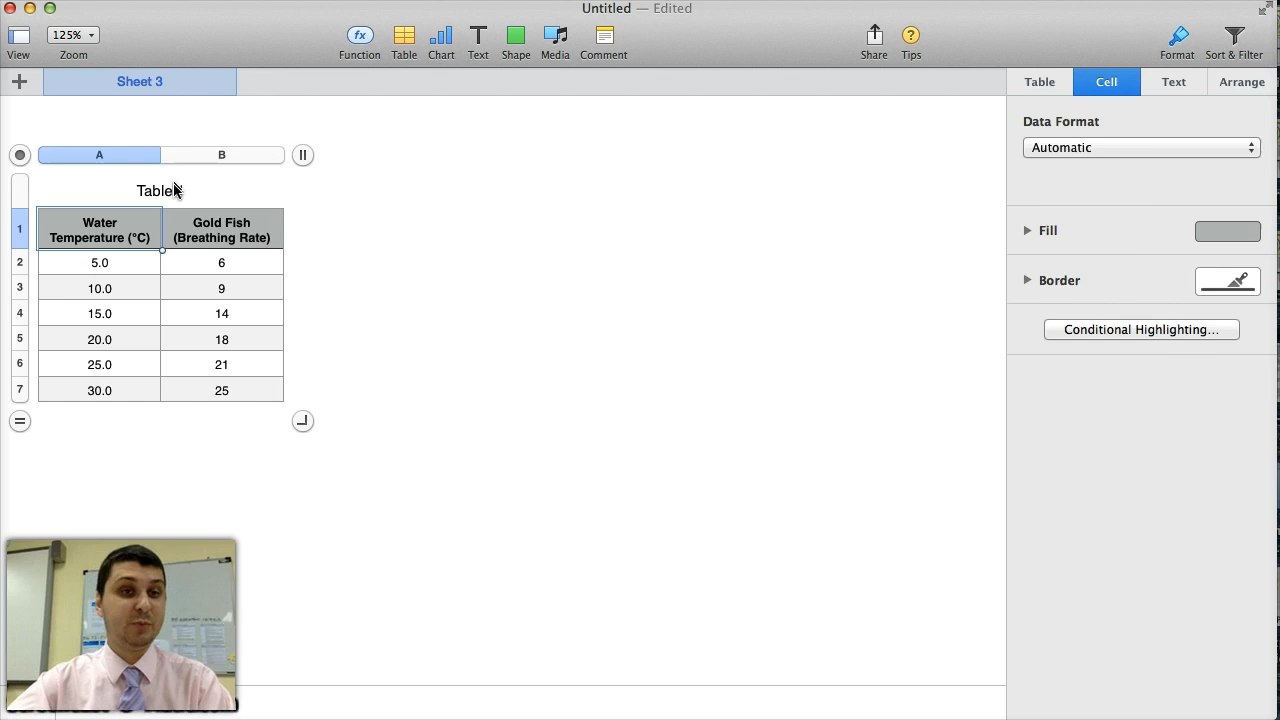 Untitled — Edited
125%
View Zoom Function Table Chart Text Shape Media Comment Share Tips Format Sort & Filter
Sheet 3
Table Cell Text Arrange
Data Format
Automatic
A B
Table
1 Water Temperature (°C) Gold Fish (Breathing Rate)
2 5.0 6
3 10.0 9
4 15.0 14
5 20.0 18
6 25.0 21
7 30.0 25
Fill
Border
Conditional Highlighting...